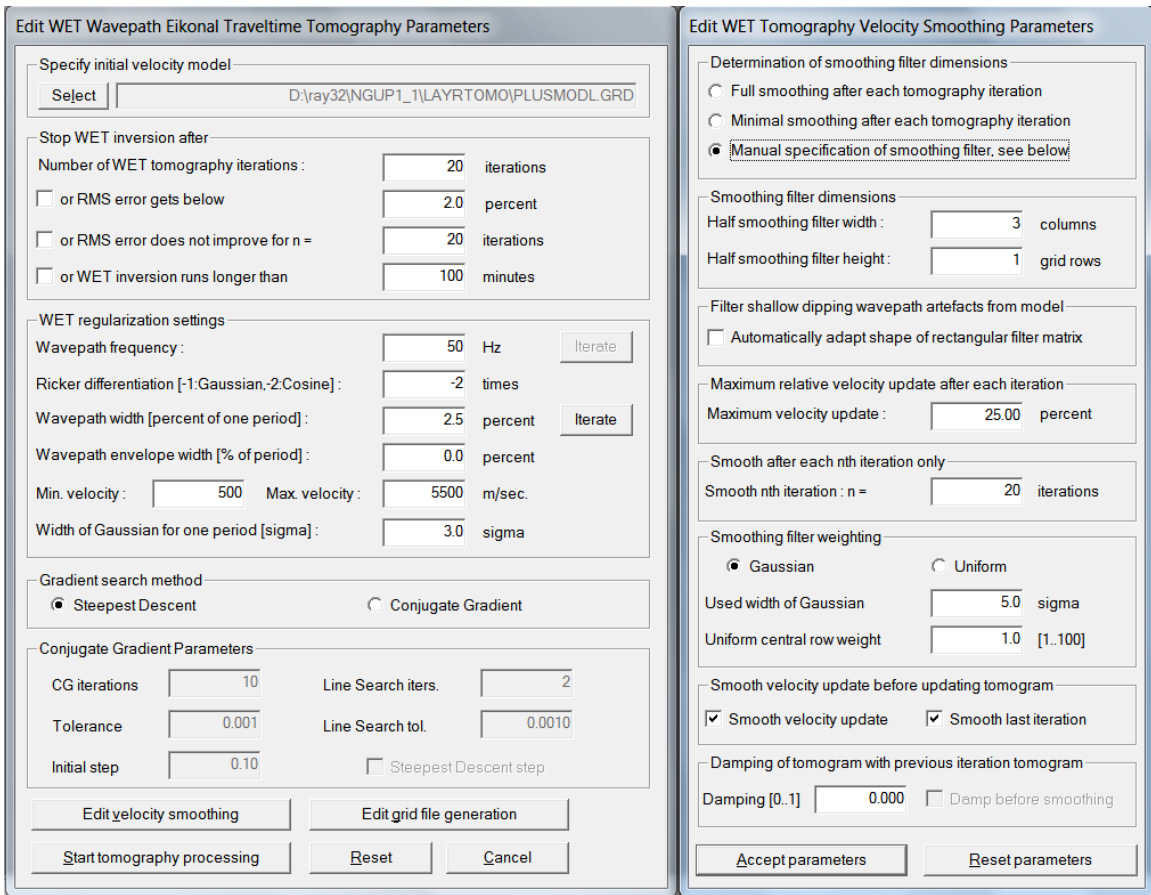 Edit WET Wavepath Eikonal Traveltime Tomography Parameters
Specify initial velocity model
Select D:\ray32\NGUP1_1\LAYRTOMO\PLUSMODL.GRD
Stop WET inversion after
Number of WET tomography iterations : 20 iterations
or RMS error gets below 2.0 percent
or RMS error does not improve for n = 20 iterations
or WET inversion runs longer than 100 minutes
WET regularization settings
Wavepath frequency : 50 Hz Iterate
Ricker differentiation [-1:Gaussian,-2:Cosine] : -2 times
Wavepath width [percent of one period] : 2.5 percent Iterate
Wavepath envelope width [% of period] : 0.0 percent
Min. velocity : 500 Max. velocity : 5500 m/sec.
Width of Gaussian for one period [sigma] : 3.0 sigma
Gradient search method
Steepest Descent Conjugate Gradient
Conjugate Gradient Parameters
CG iterations 10 Line Search iters. 2
Tolerance 0.001 Line Search tol. 0.0010
Initial step 0.10 Steepest Descent step
Edit velocity smoothing Edit grid file generation
Start tomography processing Reset Cancel
Edit WET Tomography Velocity Smoothing Parameters
Determination of smoothing filter dimensions
Full smoothing after each tomography iteration
Minimal smoothing after each tomography iteration
Manual specification of smoothing filter, see below
Smoothing filter dimensions
Half smoothing filter width : 3 columns
Half smoothing filter height : 1 grid rows
Filter shallow dipping wavepath artefacts from model
Automatically adapt shape of rectangular filter matrix
Maximum relative velocity update after each iteration
Maximum velocity update : 25.00 percent
Smooth after each nth iteration only
Smooth nth iteration : n = 20 iterations
Smoothing filter weighting
Gaussian Uniform
Used width of Gaussian 5.0 sigma
Uniform central row weight 1.0 [1..100]
Smooth velocity update before updating tomogram
Smooth velocity update Smooth last iteration
Damping of tomogram with previous iteration tomogram
Damping [0..1] 0.000 Damp before smoothing
Accept parameters Reset parameters